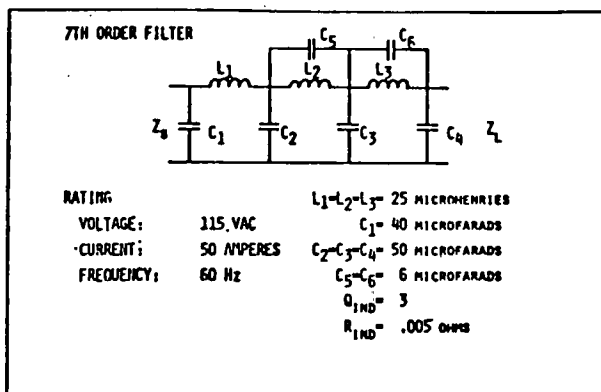 7TH ORDER FILTER
C5 C6
L1 L2 L3
ZS C1 C2 C3 C4 ZL
RATING
VOLTAGE: 115.VAC
CURRENT: 50 AMPERES
FREQUENCY: 60 Hz
L1=L2=L3= 25 MICROHENRIES
C1= 40 MICROFARADS
C2=C3=C4= 50 MICROFARADS
C5=C6= 6 MICROFARADS
QIND= 3
RIND= .005 OHMS